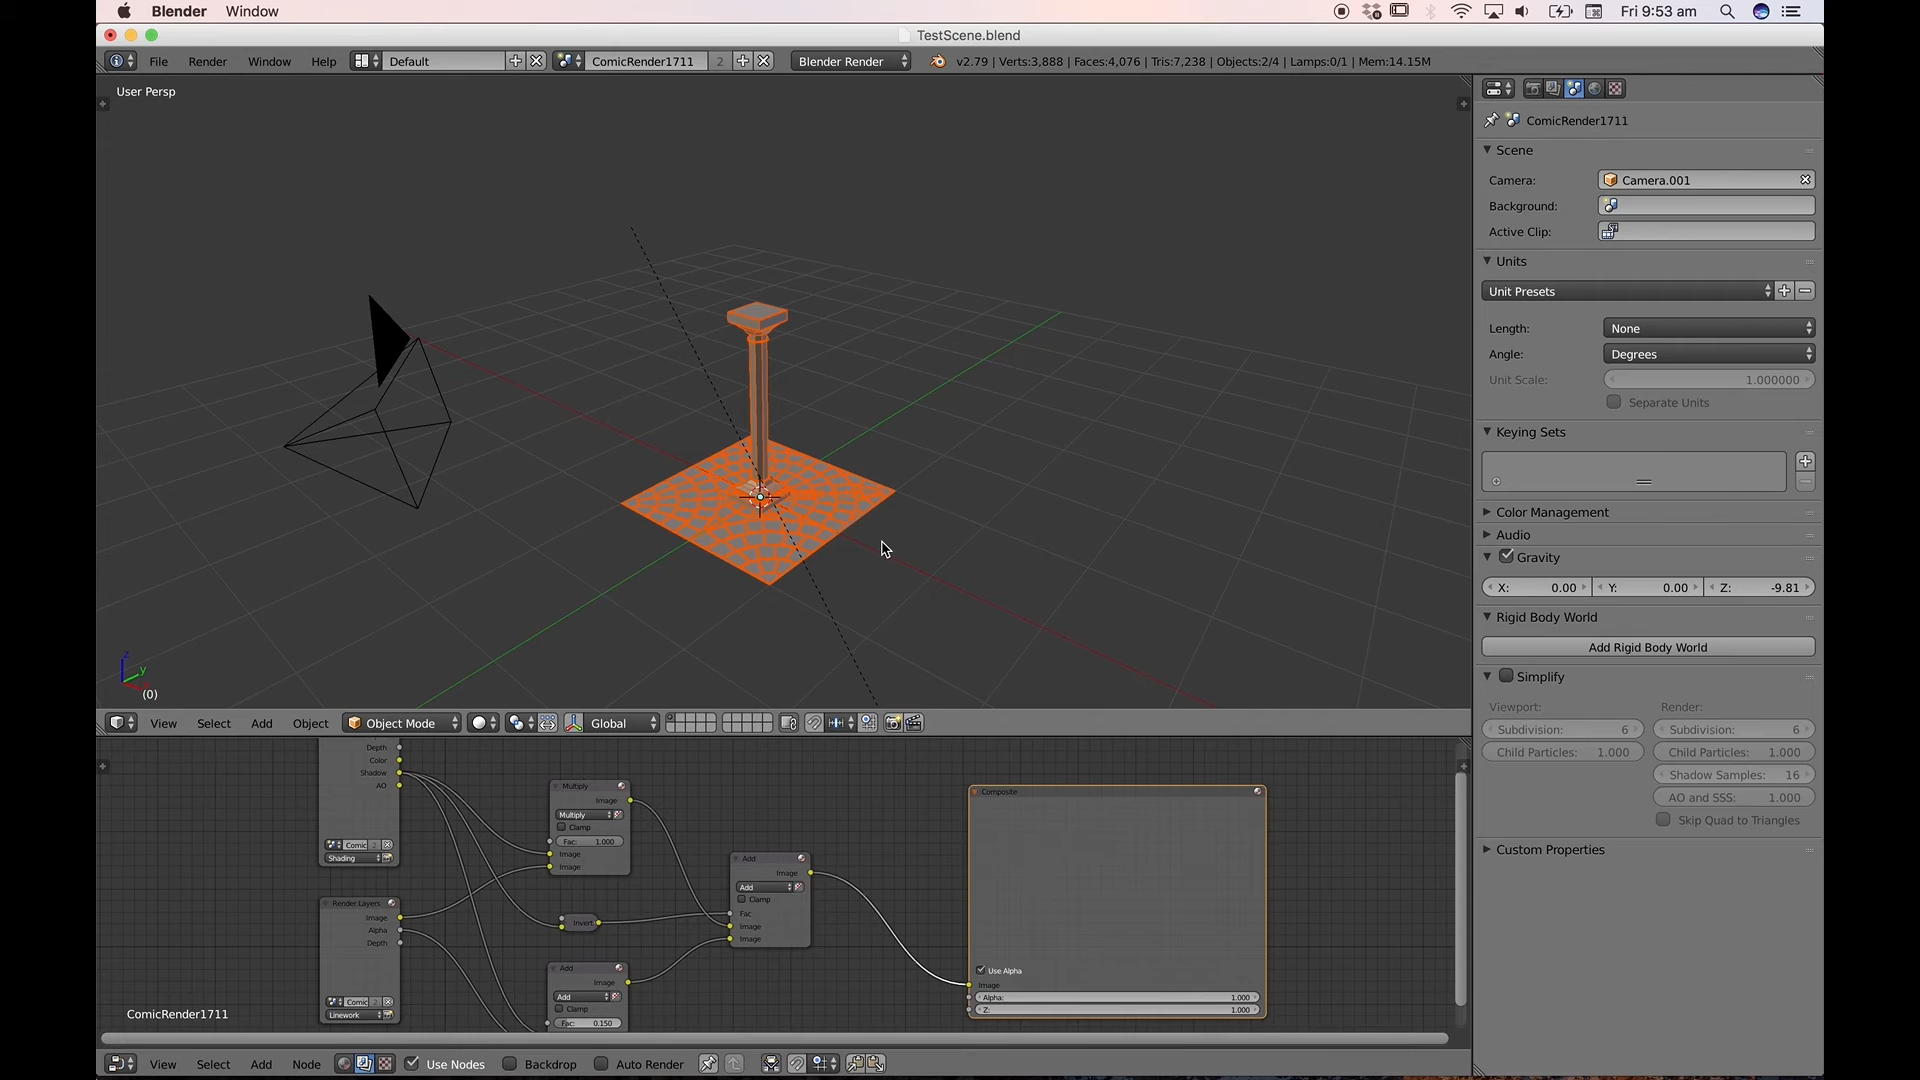 Blender Window Fri 9:53 am
TestScene.blend
File Render Window Help Default ComicRender1711 2 Blender Render v2.79 | Verts:3,888 | Faces:4,076 | Tris:7,238 | Objects:2/4 | Lamps:0/1 | Mem:14.15M
User Persp
ComicRender1711
Scene
Camera: Camera.001
Background:
Active Clip:
Units
Unit Presets
Length: None
Angle: Degrees
Unit Scale: 1.000000
Separate Units
Keying Sets
Color Management
Audio
Gravity
X: 0.00 Y: 0.00 Z: -9.81
Rigid Body World
Add Rigid Body World
Simplify
Viewport: Render:
Subdivision: 6 Subdivision: 6
Child Particles: 1.000 Child Particles: 1.000
Shadow Samples: 16
AO and SSS: 1.000
Skip Quad to Triangles
Custom Properties
z
y
(0)
View Select Add Object Object Mode Global
Depth
Color
Shadow
AO
Comic
Shading
Render Layers
Image
Alpha
Depth
Comic 2
Linework
Multiply
Image
Multiply
Clamp
Fac: 1.000
Image
Image
Invert
Add
Image
Add
Clamp
Fac: 0.150
Add
Image
Add
Clamp
Fac
Image
Image
Composite
Use Alpha
Image
Alpha: 1.000
Z: 1.000
ComicRender1711
View Select Add Node Use Nodes Backdrop Auto Render